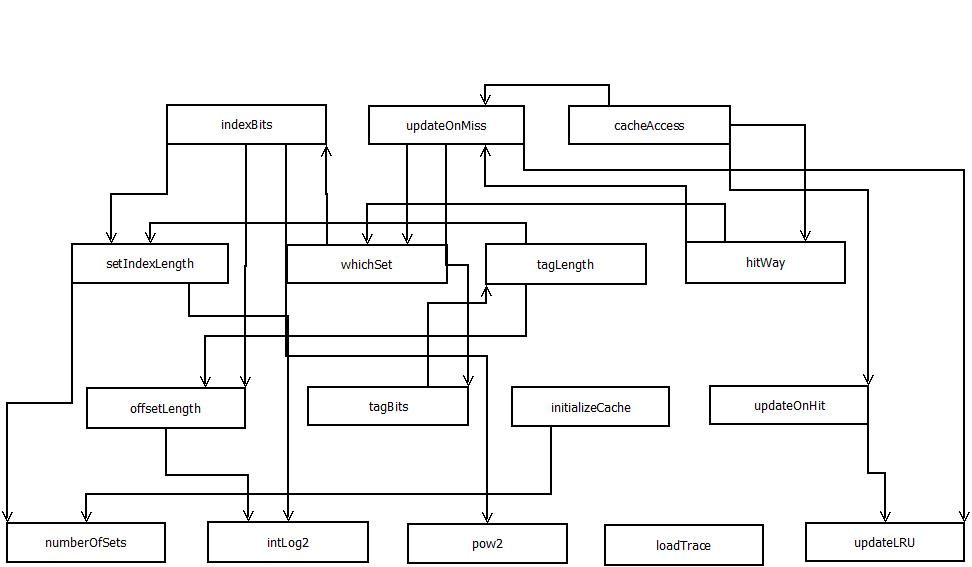 indexBits
updateOnMiss
cacheAccess
setIndexLength
whichSet
tagLength
hitWay
offsetLength
tagBits
initializeCache
updateOnHit
numberOfSets
intLog2
pow2
loadTrace
updateLRU